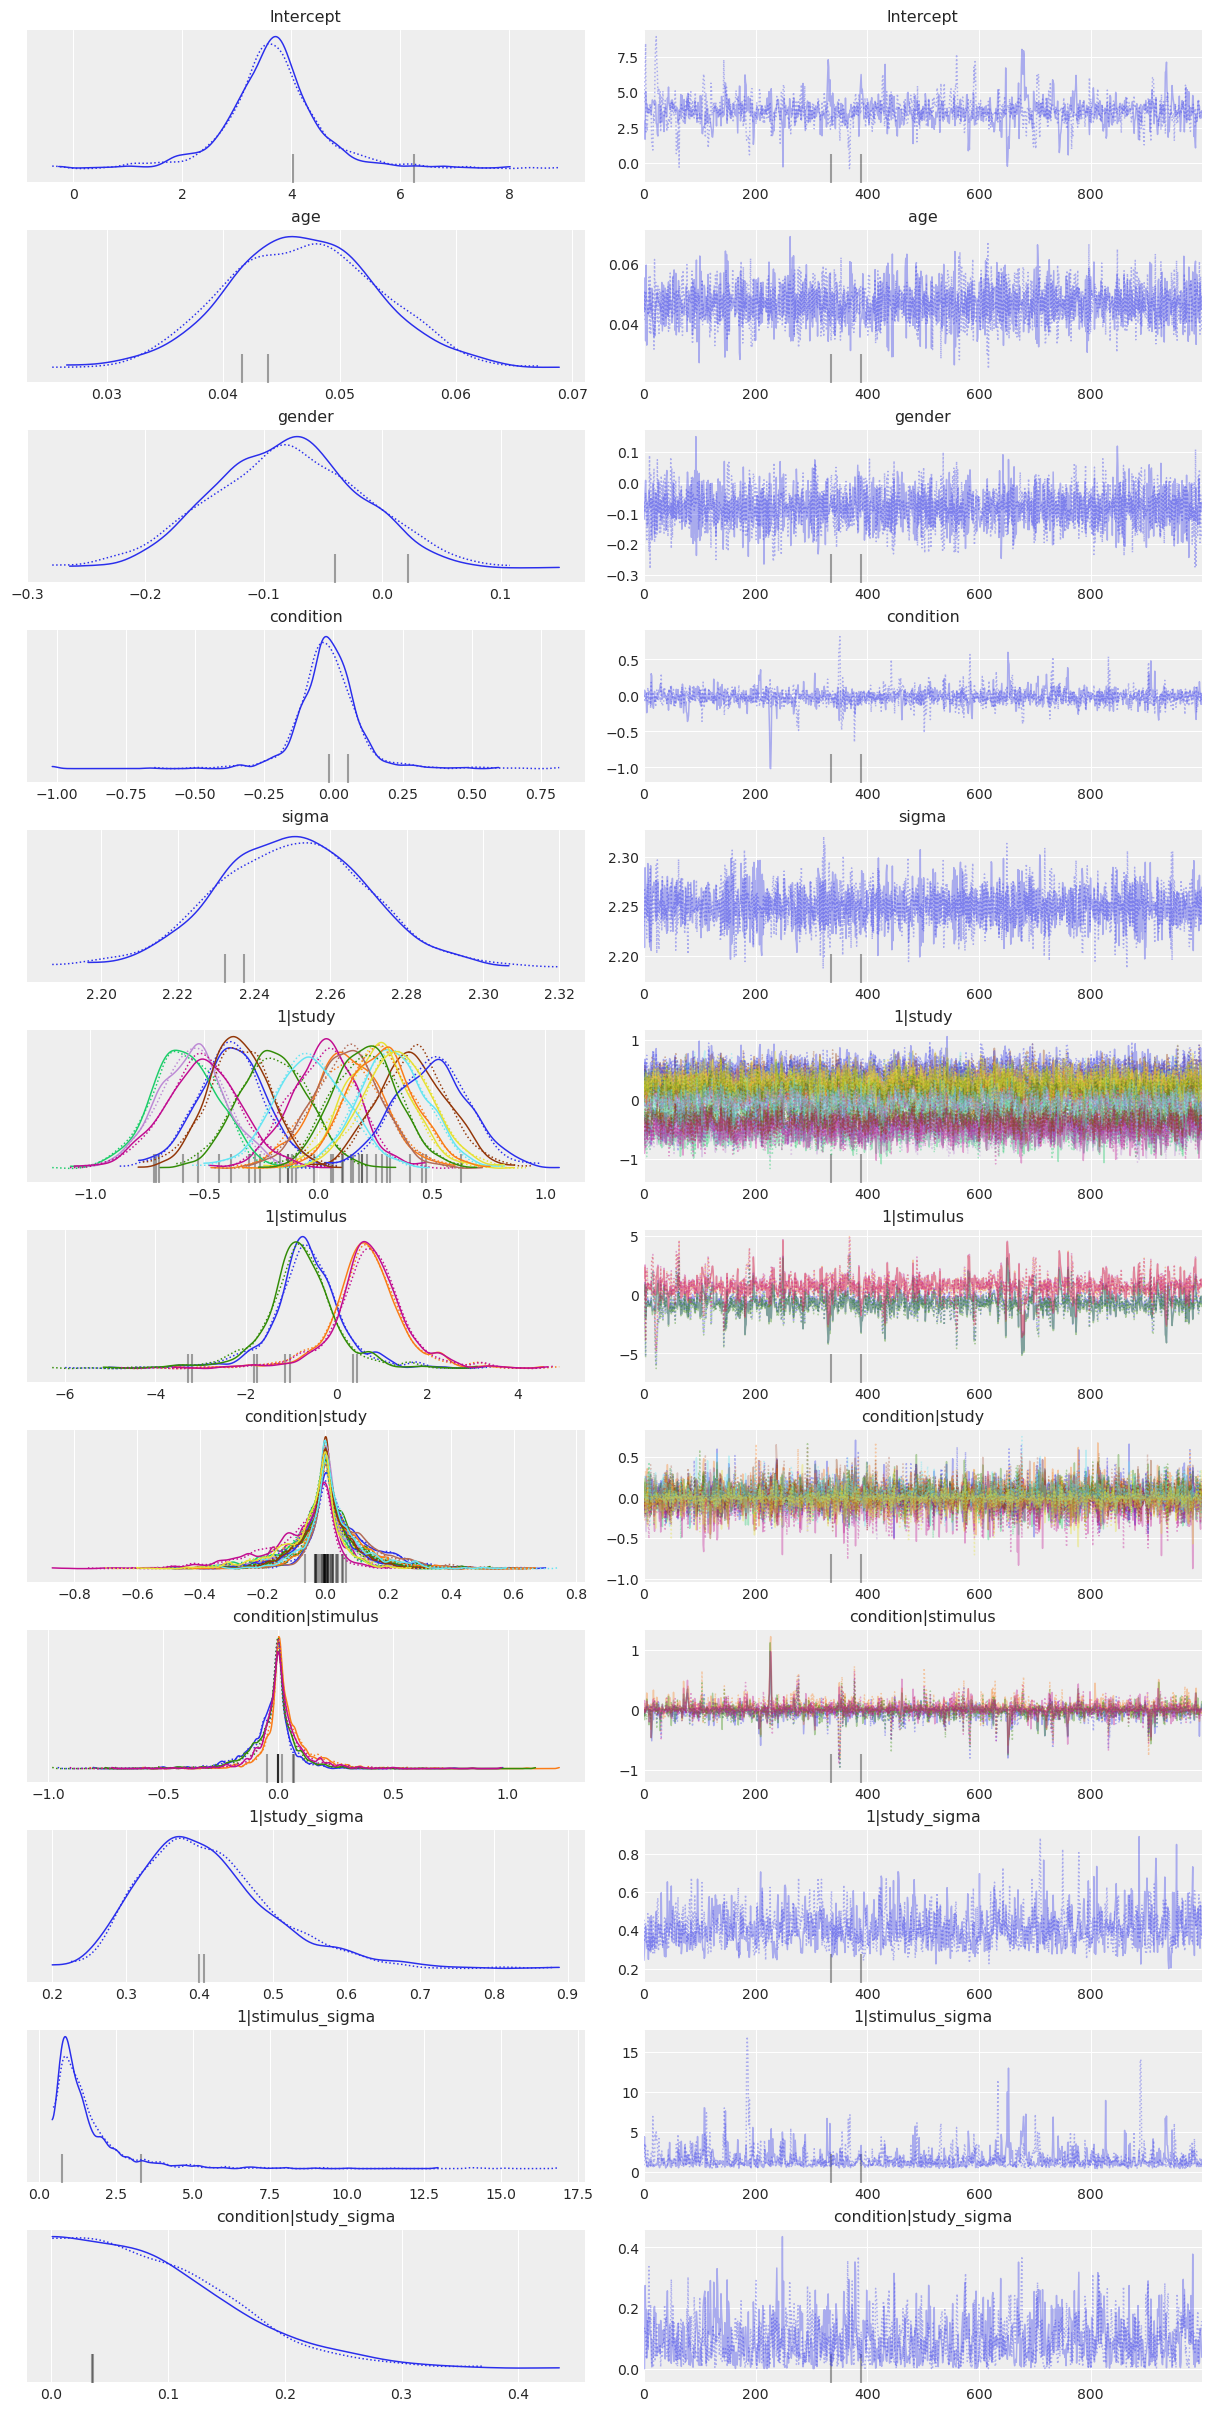 Intercept Intercept
7.5
5.0
2.5
0.0
0 2 4 6 8 0 200 400 600 800
age age
0.06
0.04
0.03 0.04 0.05 0.06 0.07 0 200 400 600 800
gender gender
0.1
0.0
−0.1
−0.2
−0.3
−0.3 −0.2 −0.1 0.0 0.1 0 200 400 600 800
condition condition
0.5
0.0
−0.5
−1.0
−1.00 −0.75 −0.50 −0.25 0.00 0.25 0.50 0.75 0 200 400 600 800
sigma sigma
2.30
2.25
2.20
2.20 2.22 2.24 2.26 2.28 2.30 2.32 0 200 400 600 800
1|study 1|study
1
0
−1
−1.0 −0.5 0.0 0.5 1.0 0 200 400 600 800
1|stimulus 1|stimulus
5
0
−5
−6 −4 −2 0 2 4 0 200 400 600 800
condition|study condition|study
0.5
0.0
−0.5
−1.0
−0.8 −0.6 −0.4 −0.2 0.0 0.2 0.4 0.6 0.8 0 200 400 600 800
condition|stimulus condition|stimulus
1
0
−1
−1.0 −0.5 0.0 0.5 1.0 0 200 400 600 800
1|study_sigma 1|study_sigma
0.8
0.6
0.4
0.2
0.2 0.3 0.4 0.5 0.6 0.7 0.8 0.9 0 200 400 600 800
1|stimulus_sigma 1|stimulus_sigma
15
10
5
0
0.0 2.5 5.0 7.5 10.0 12.5 15.0 17.5 0 200 400 600 800
condition|study_sigma condition|study_sigma
0.4
0.2
0.0
0.0 0.1 0.2 0.3 0.4 0 200 400 600 800